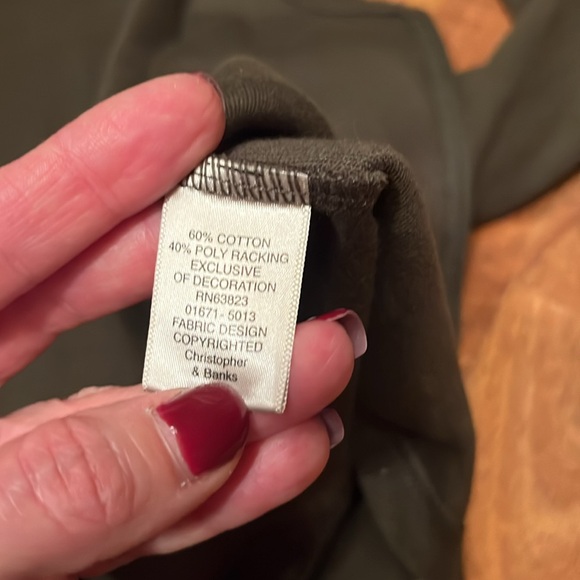 60% COTTON
40% POLY RACKING
EXCLUSIVE
OF DECORATION
RN63823
01671-5013
FABRIC DESIGN
COPYRIGHTED
Christopher
& Banks